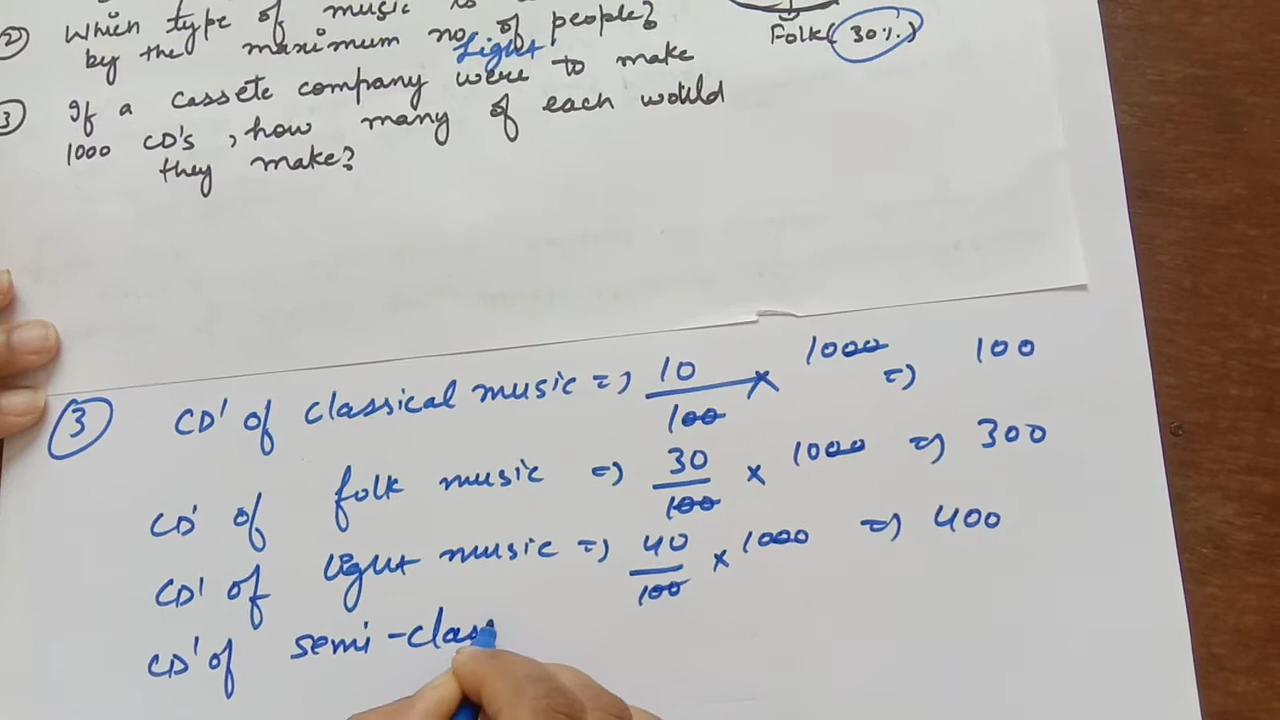 ② Which type of music is
by the maximum no. of people?
Light
Folk (30%)
③ If a cassete company were to make
1000 CD's, how many of each would
they make?
③ CD' of classical music => 10/100 × 1000 => 100
CD' of folk music => 30/100 × 1000 => 300
CD' of light music => 40/100 × 1000 => 400
CD' of semi-clas